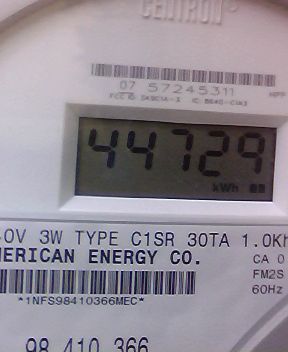 CENTRON®
07 57245311
44729
kWh
.0V 3W TYPE C1SR 30TA 1.0Kh
MERICAN ENERGY CO.
CA 0
FM2S
60Hz
*1NFS98410366MEC*
98 410 366